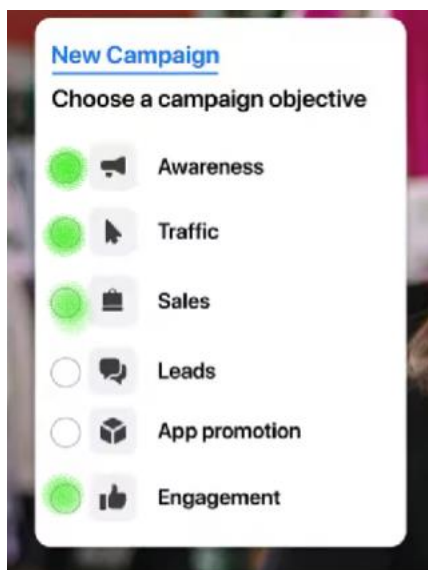 New Campaign
Choose a campaign objective
Awareness
Traffic
Sales
Leads
App promotion
Engagement